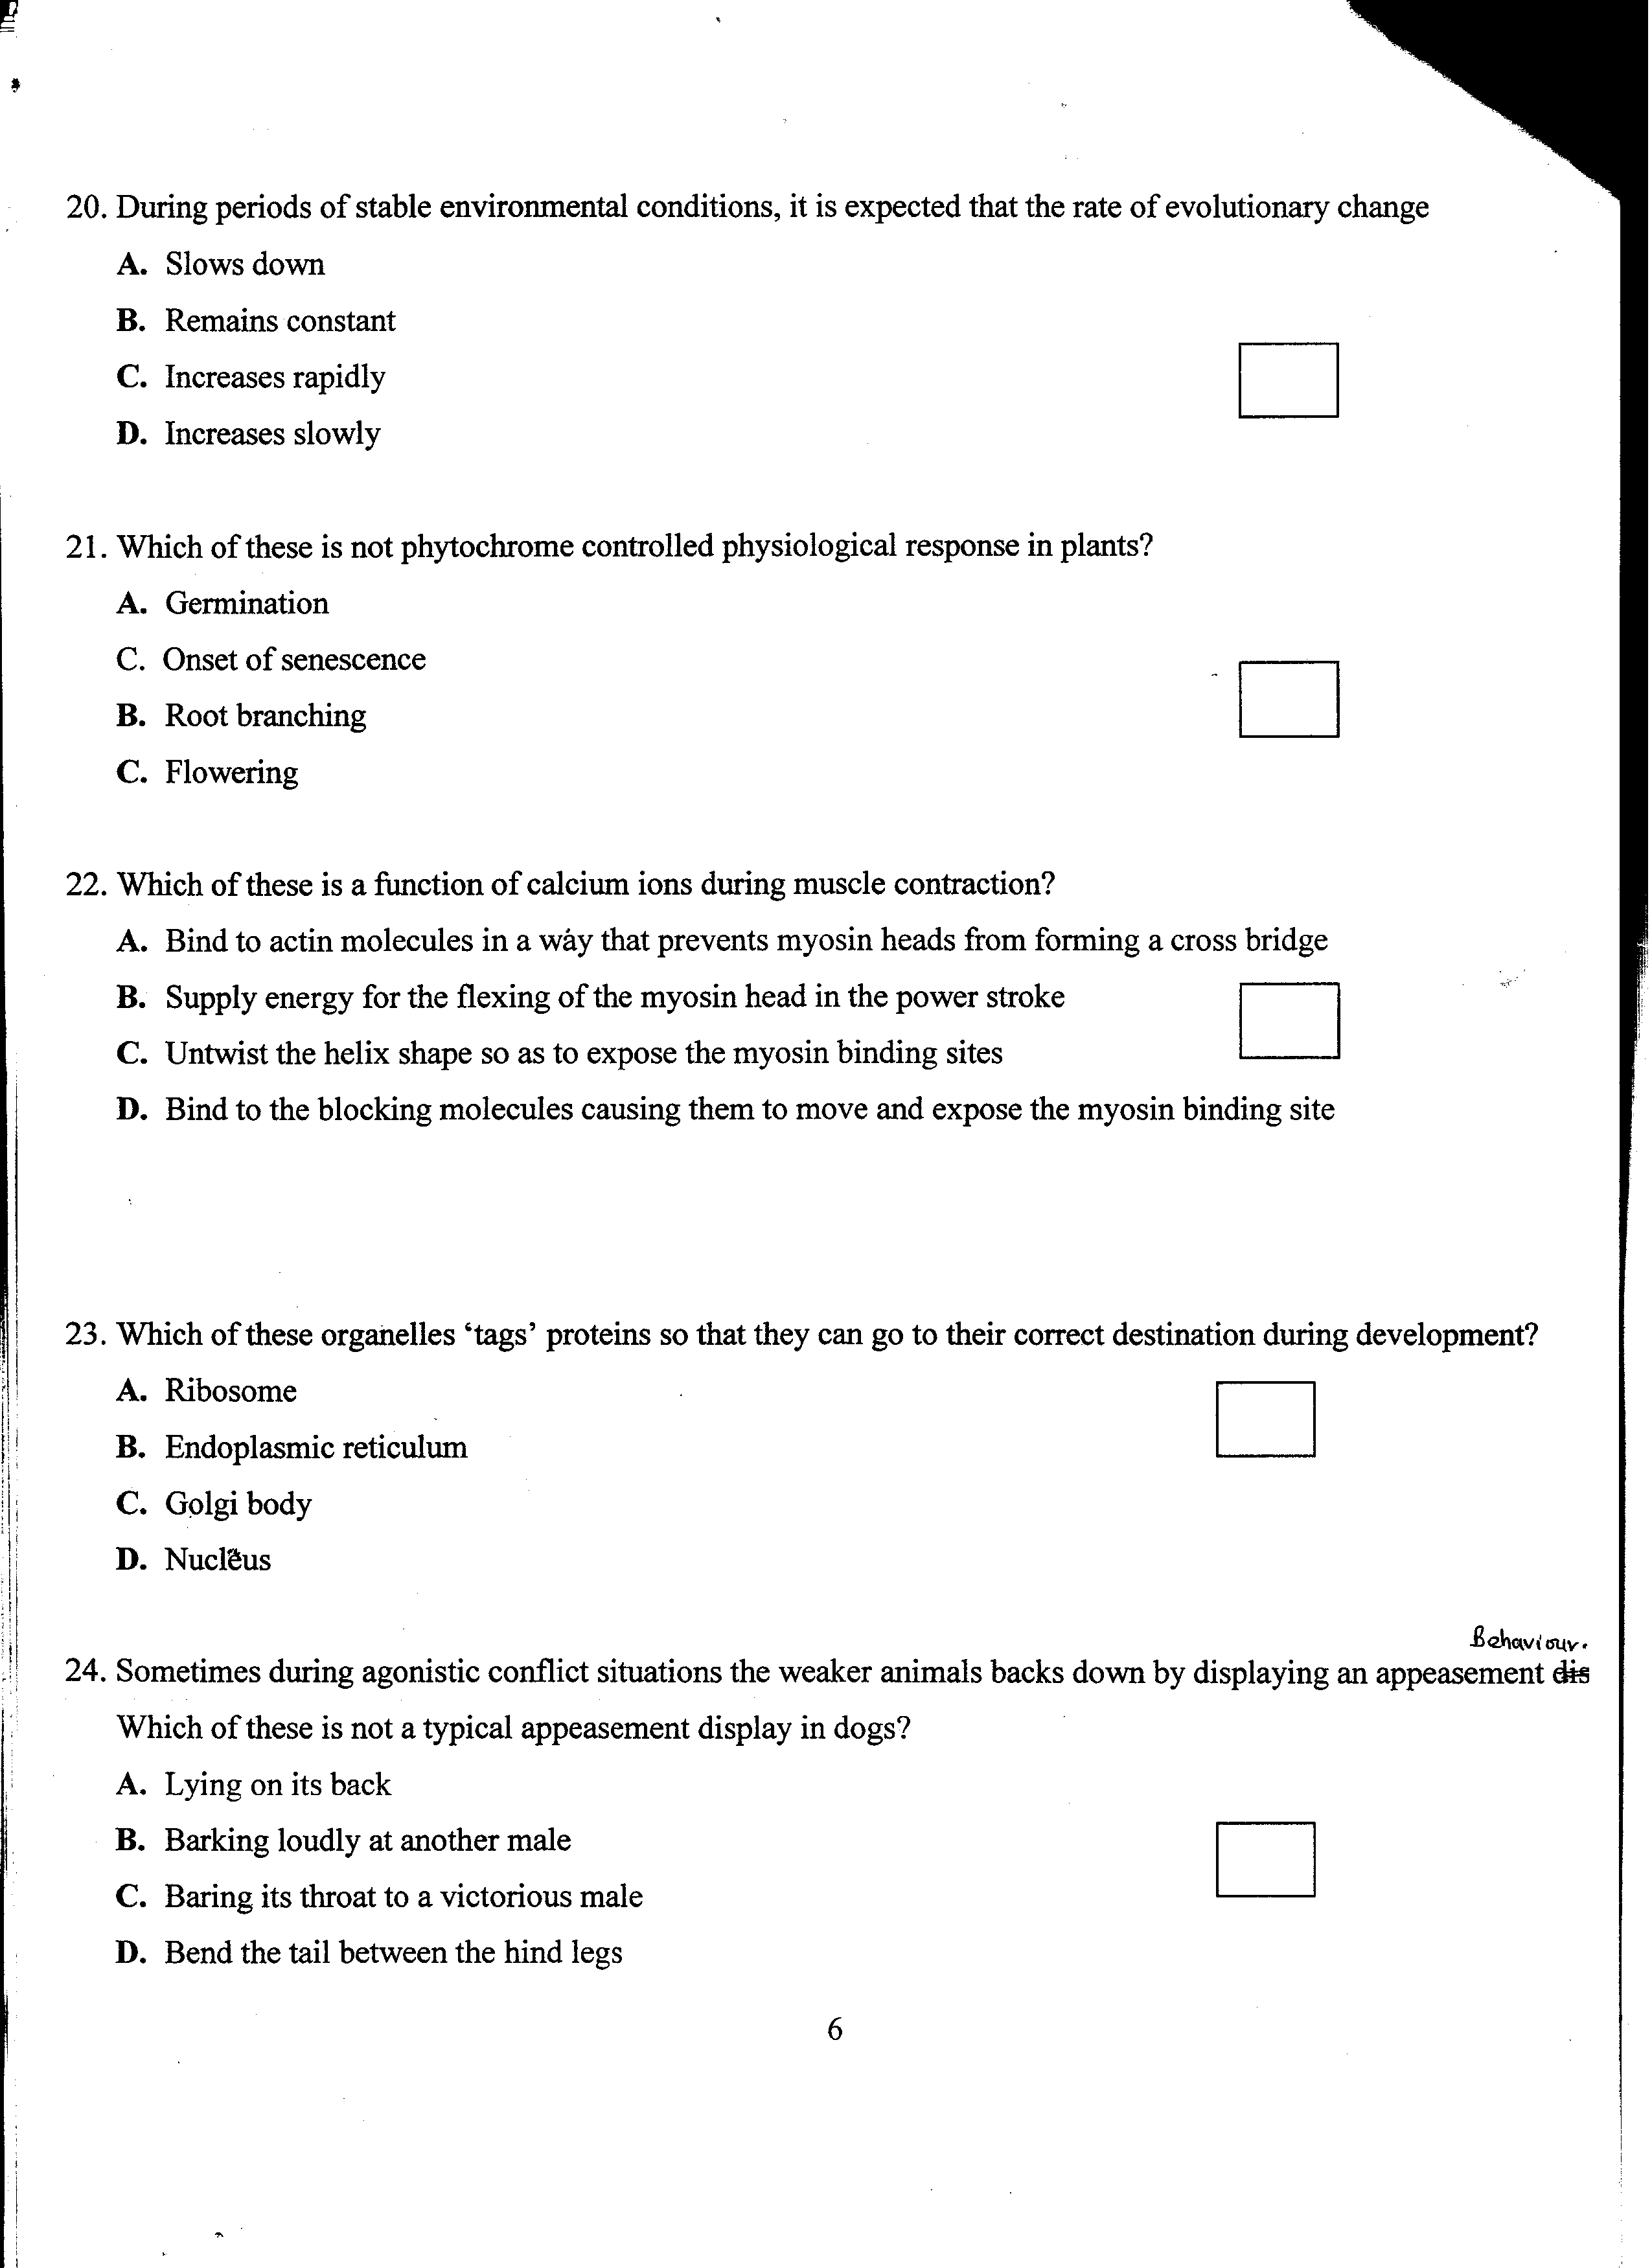 20. During periods of stable environmental conditions, it is expected that the rate of evolutionary change
A. Slows down
B. Remains constant
C. Increases rapidly
D. Increases slowly
21. Which of these is not phytochrome controlled physiological response in plants?
A. Germination
C. Onset of senescence
B. Root branching
C. Flowering
22. Which of these is a function of calcium ions during muscle contraction?
A. Bind to actin molecules in a way that prevents myosin heads from forming a cross bridge
B. Supply energy for the flexing of the myosin head in the power stroke
C. Untwist the helix shape so as to expose the myosin binding sites
D. Bind to the blocking molecules causing them to move and expose the myosin binding site
23. Which of these organelles ‘tags’ proteins so that they can go to their correct destination during development?
A. Ribosome
B. Endoplasmic reticulum
C. Golgi body
D. Nucleus
Behaviour.
24. Sometimes during agonistic conflict situations the weaker animals backs down by displaying an appeasement dis
Which of these is not a typical appeasement display in dogs?
A. Lying on its back
B. Barking loudly at another male
C. Baring its throat to a victorious male
D. Bend the tail between the hind legs
6